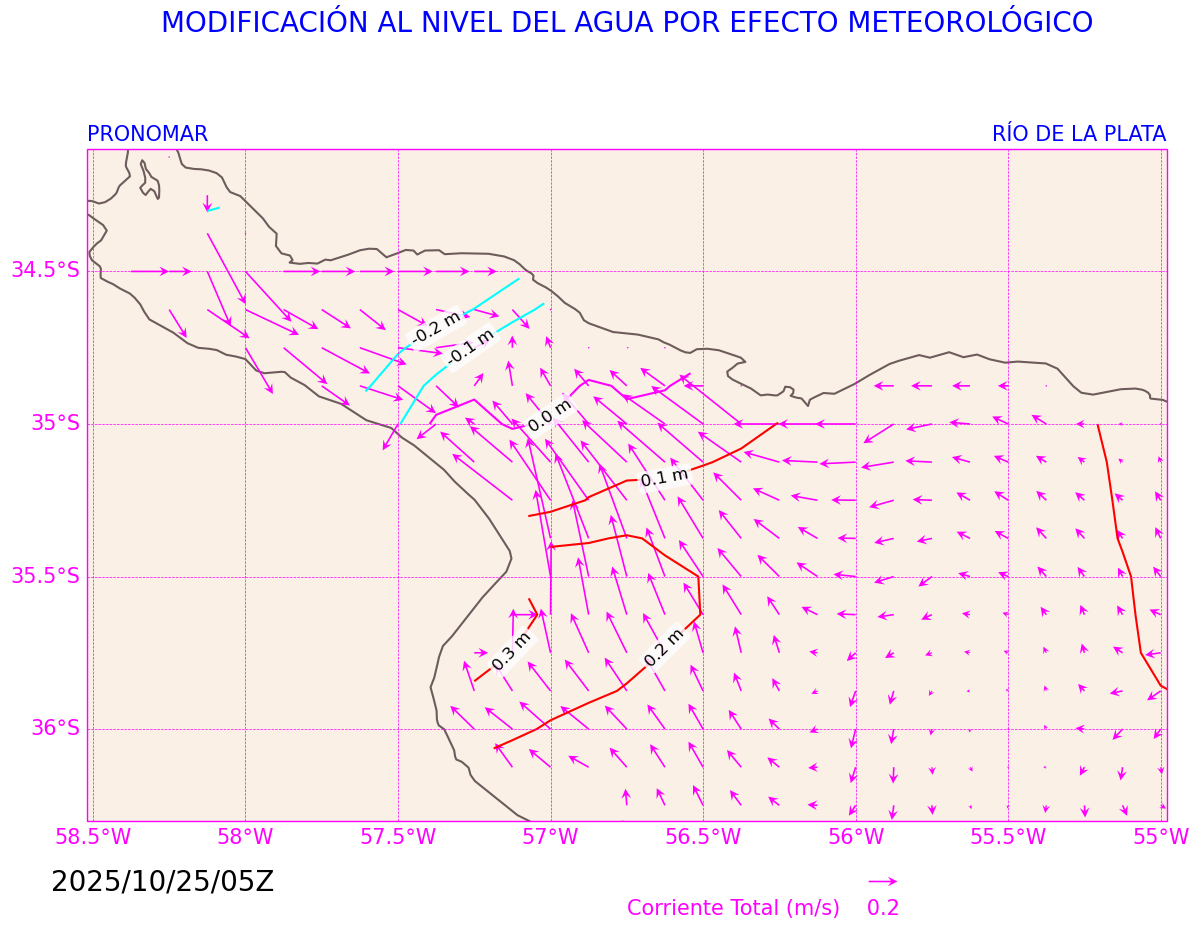 MODIFICACIÓN AL NIVEL DEL AGUA POR EFECTO METEOROLÓGICO
PRONOMAR
RÍO DE LA PLATA
34.5°S
-0.2 m
-0.1 m
0.0 m
35°S
0.1 m
35.5°S
0.3 m
0.2 m
36°S
58.5°W 58°W 57.5°W 57°W 56.5°W 56°W 55.5°W 55°W
2025/10/25/05Z
Corriente Total (m/s) 0.2